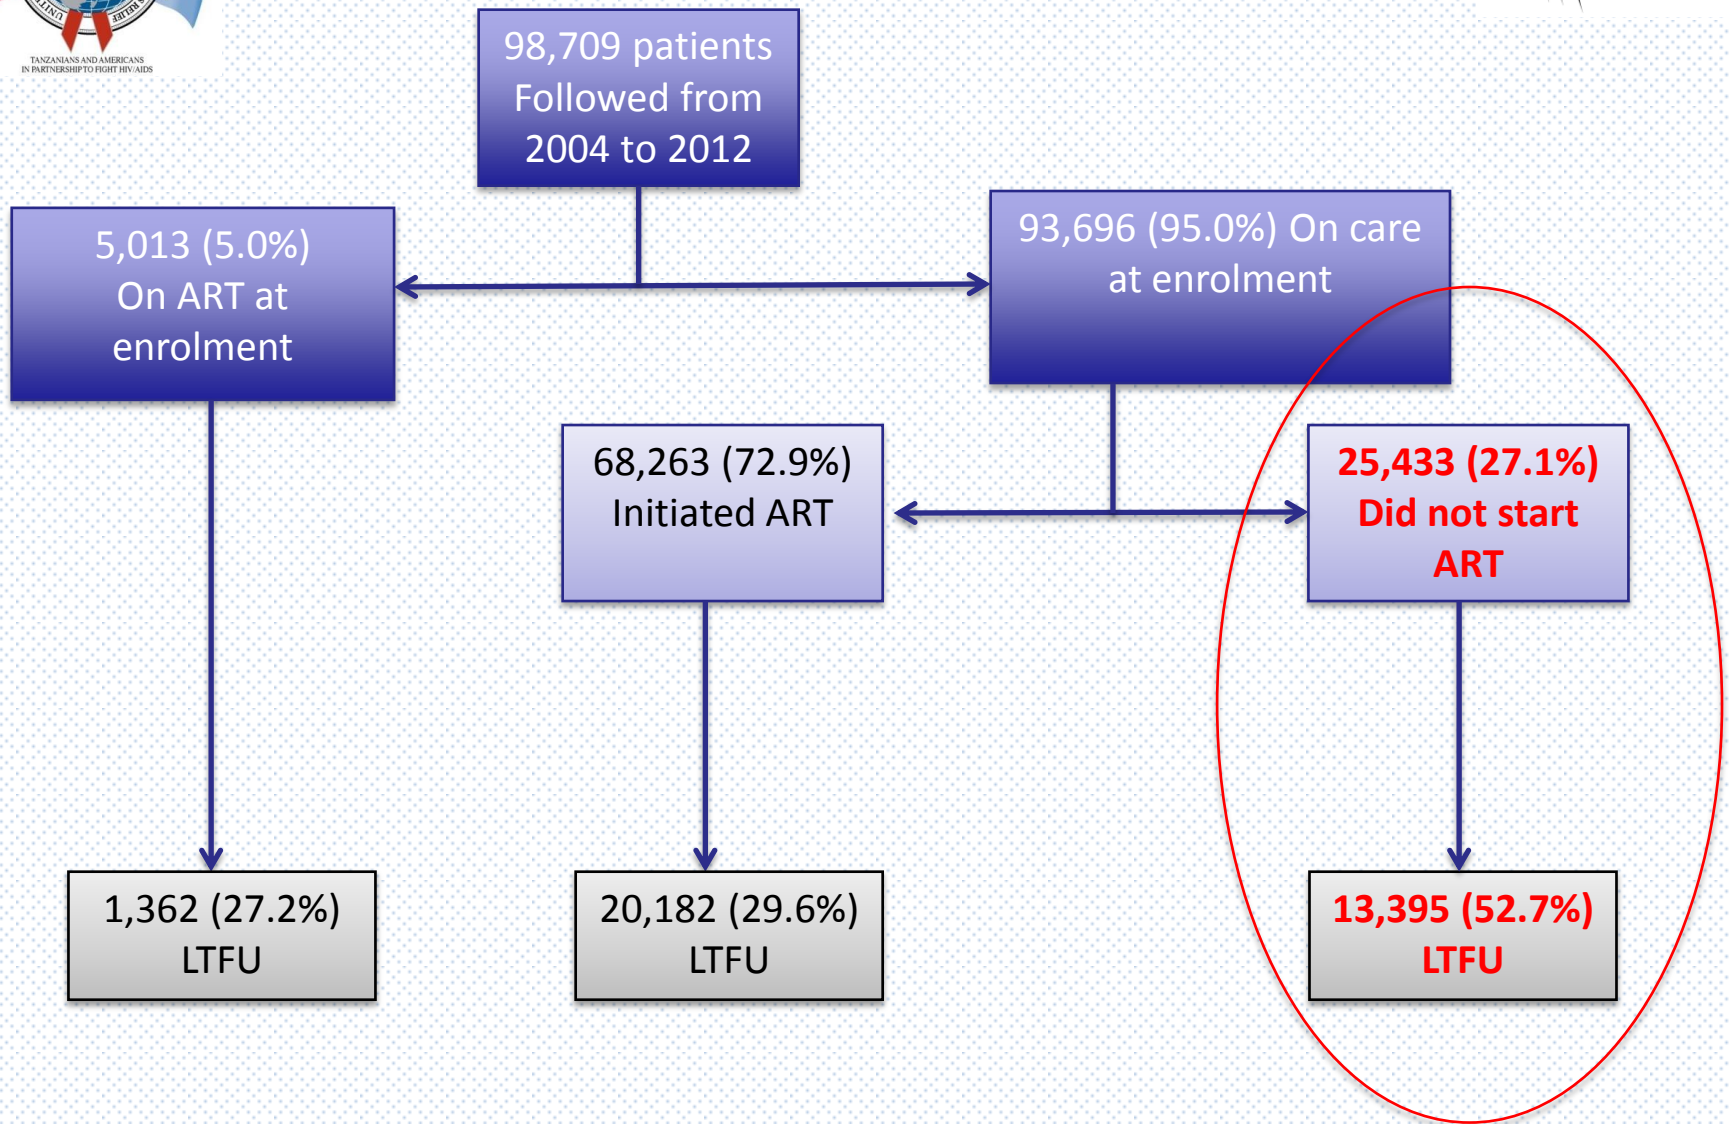 RELIEF
TANZANIANS AND AMERICANS
IN PARTNERSHIP TO FIGHT HIV/AIDS
98,709 patients
Followed from
2004 to 2012
5,013 (5.0%)
On ART at
enrolment
93,696 (95.0%) On care
at enrolment
68,263 (72.9%)
Initiated ART
25,433 (27.1%)
Did not start
ART
1,362 (27.2%)
LTFU
20,182 (29.6%)
LTFU
13,395 (52.7%)
LTFU